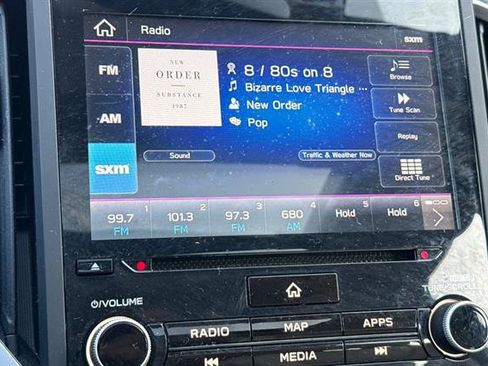 Radio
sxm
FM
AM
sxm
NEW
ORDER
SUBSTANCE
1987
8 / 80s on 8
Bizarre Love Triangle ...
New Order
Pop
Sound
Traffic & Weather Now
Browse
Tune Scan
Replay
Direct Tune
99.7 1
FM
101.3 2
FM
97.3 3
FM
680 4
AM
Hold 5
Hold 6
VOLUME
TUNE/SCROLL
RADIO
MAP
APPS
MEDIA